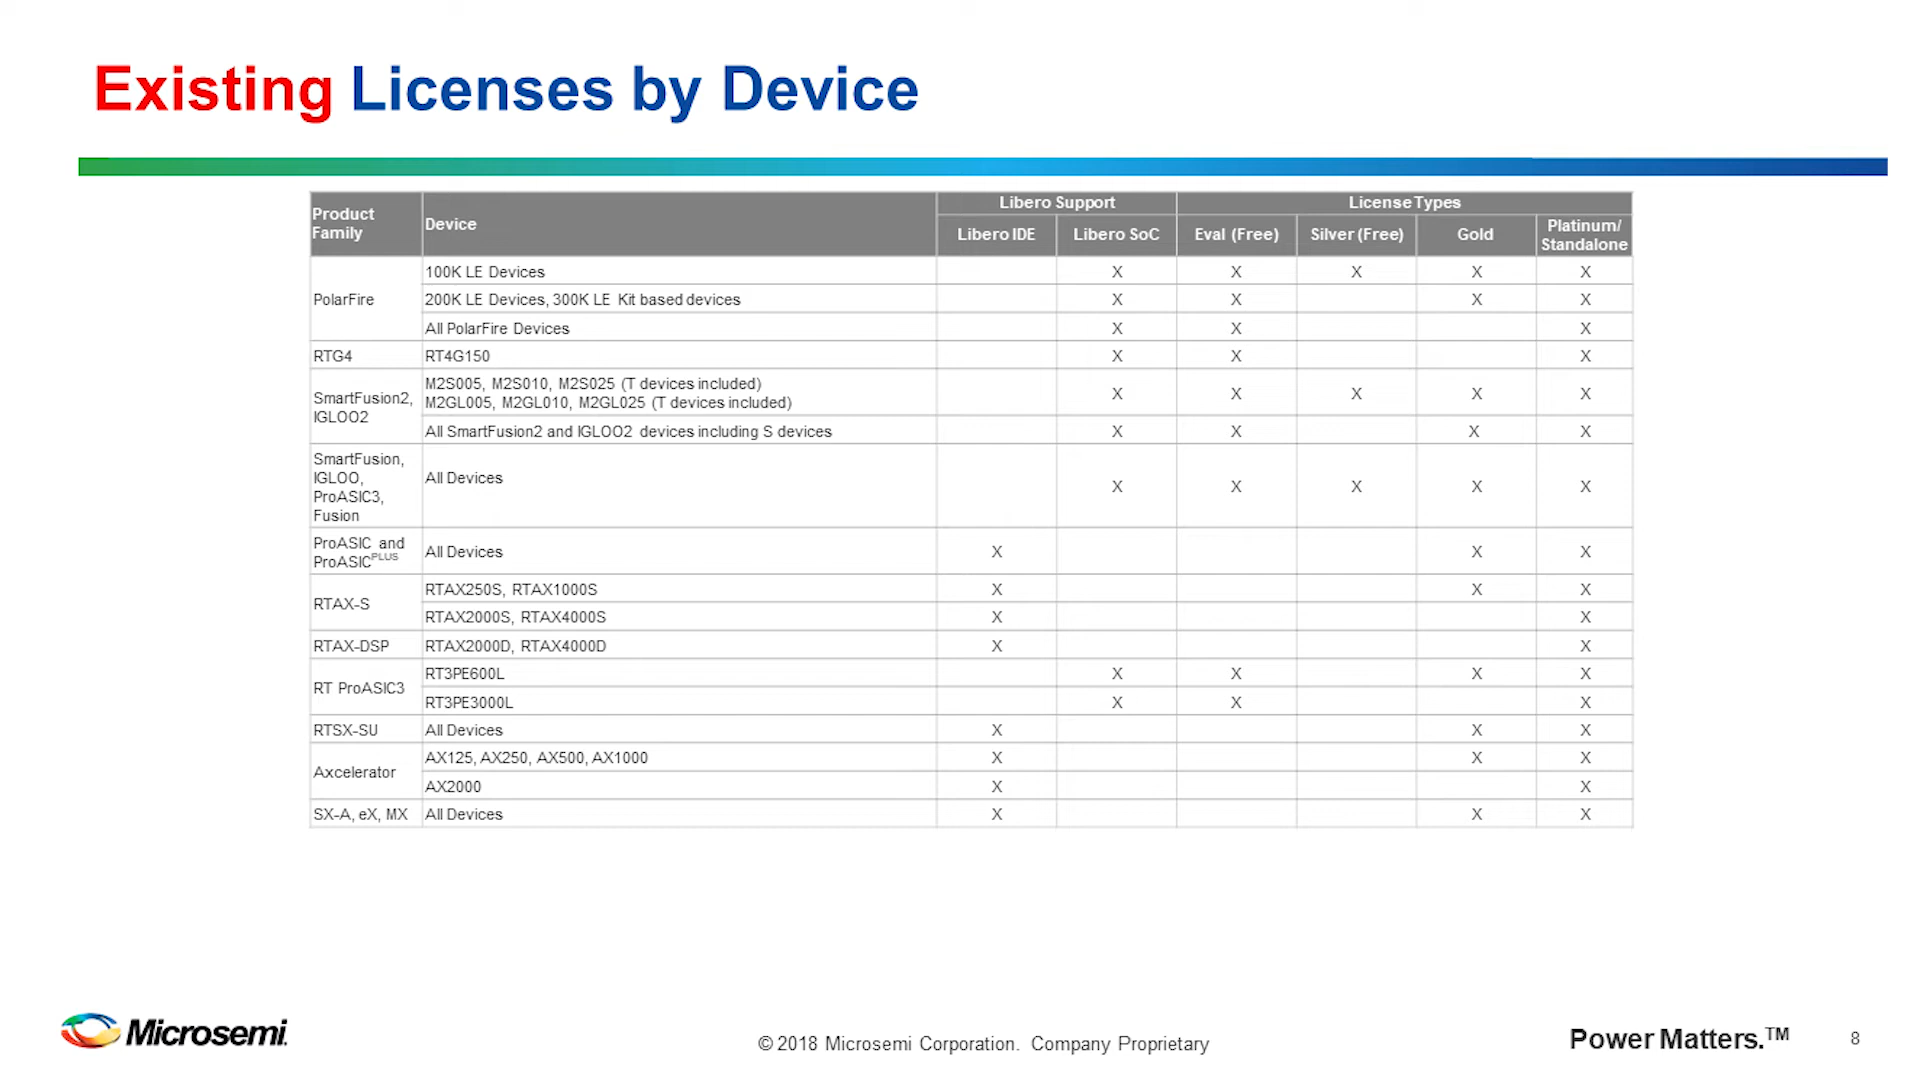 Existing Licenses by Device
Product Family Device Libero Support License Types
Libero IDE Libero SoC Eval (Free) Silver (Free) Gold Platinum/ Standalone
PolarFire 100K LE Devices X X X X X
200K LE Devices, 300K LE Kit based devices X X X X
All PolarFire Devices X X X
RTG4 RT4G150 X X X
SmartFusion2, IGLOO2 M2S005, M2S010, M2S025 (T devices included)
M2GL005, M2GL010, M2GL025 (T devices included) X X X X X
All SmartFusion2 and IGLOO2 devices including S devices X X X X
SmartFusion, IGLOO, ProASIC3, Fusion All Devices X X X X X
ProASIC and ProASICPLUS All Devices X X X
RTAX-S RTAX250S, RTAX1000S X X X
RTAX2000S, RTAX4000S X X
RTAX-DSP RTAX2000D, RTAX4000D X X
RT ProASIC3 RT3PE600L X X X X
RT3PE3000L X X X
RTSX-SU All Devices X X X
Axcelerator AX125, AX250, AX500, AX1000 X X X
AX2000 X X
SX-A, eX, MX All Devices X X X
Microsemi.
© 2018 Microsemi Corporation. Company Proprietary
Power Matters.TM
8